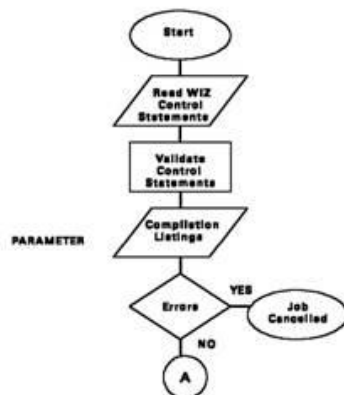 Start
Read WIZ
Control
Statements
Validate
Control
Statements
Compilation
Listings
PARAMETER
Errors
YES
Job
Cancelled
NO
A